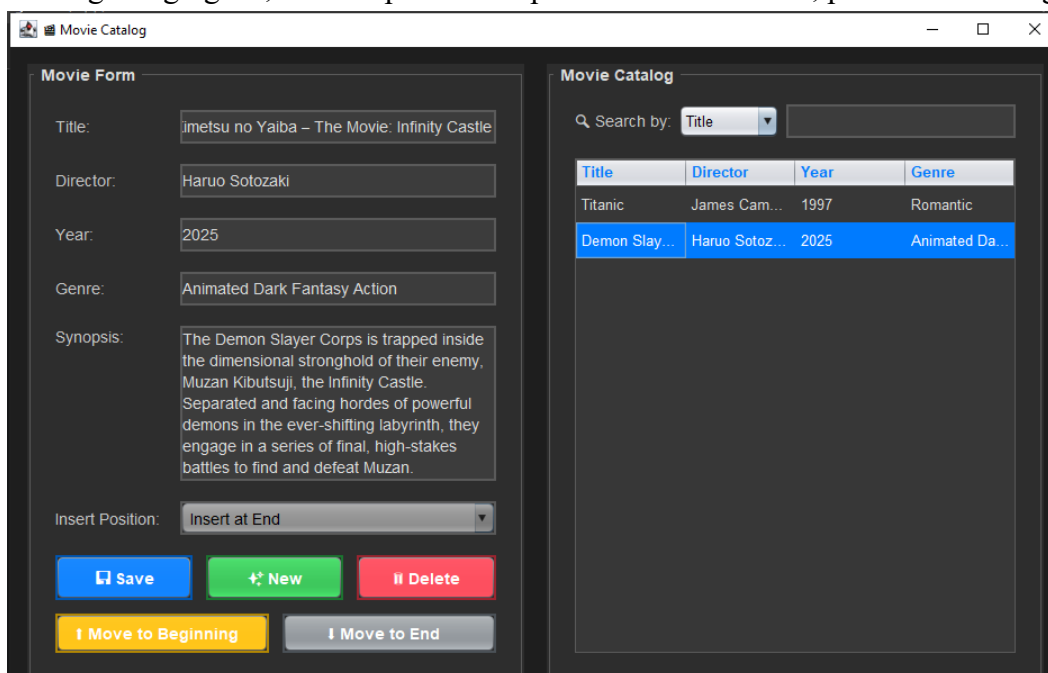 Movie Catalog
Movie Form
Title:
imetsu no Yaiba – The Movie: Infinity Castle
Director:
Haruo Sotozaki
Year:
2025
Genre:
Animated Dark Fantasy Action
Synopsis:
The Demon Slayer Corps is trapped inside
the dimensional stronghold of their enemy,
Muzan Kibutsuji, the Infinity Castle.
Separated and facing hordes of powerful
demons in the ever-shifting labyrinth, they
engage in a series of final, high-stakes
battles to find and defeat Muzan.
Insert Position:
Insert at End
Save
New
Delete
Move to Beginning
Move to End
Movie Catalog
Search by:
Title
Title Director Year Genre
Titanic James Cam... 1997 Romantic
Demon Slay... Haruo Sotoz... 2025 Animated Da...